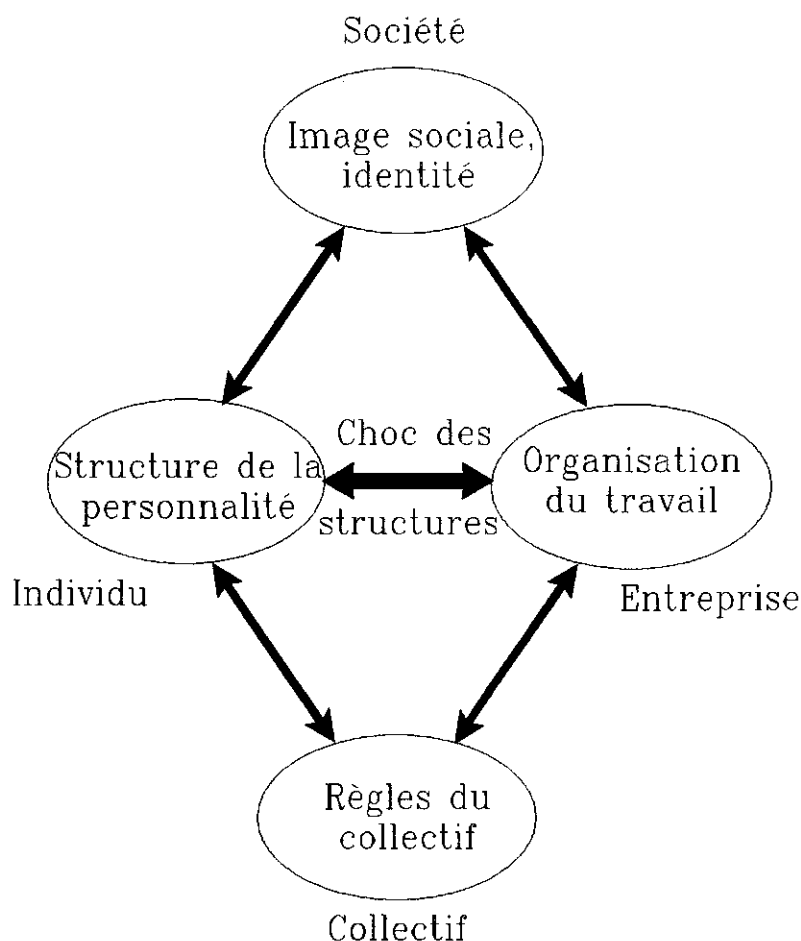 Société
Image sociale,
identité
Choc des
structures
Structure de la
personnalité
Organisation
du travail
Individu
Entreprise
Règles du
collectif
Collectif